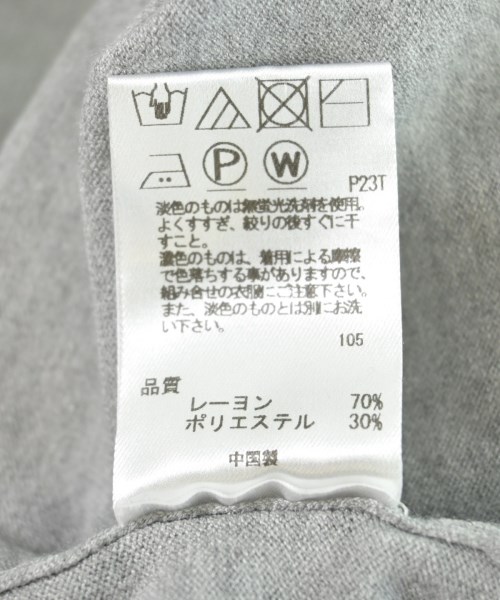 P W
P23T
淡色のものは無蛍光洗剤を使用。
よくすすぎ、絞りの後すぐに干
すこと。
濃色のものは、着用による摩擦
で色落ちする事がありますので、
組み合せの衣服にご注意下さい。
また、淡色のものとは別にお洗
い下さい。
105
品質
レーヨン 70%
ポリエステル 30%
中国製